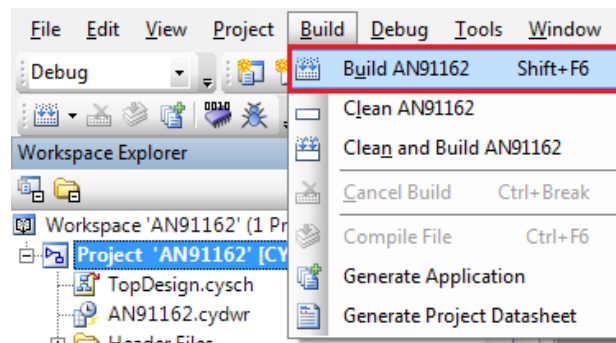 File Edit View Project Build Debug Tools Window
Debug
Build AN91162 Shift+F6
Clean AN91162
Clean and Build AN91162
Cancel Build Ctrl+Break
Compile File Ctrl+F6
Generate Application
Generate Project Datasheet
0010
Workspace Explorer
Workspace 'AN91162' (1 Pr
Project 'AN91162' [CY
TopDesign.cysch
AN91162.cydwr
Header Files